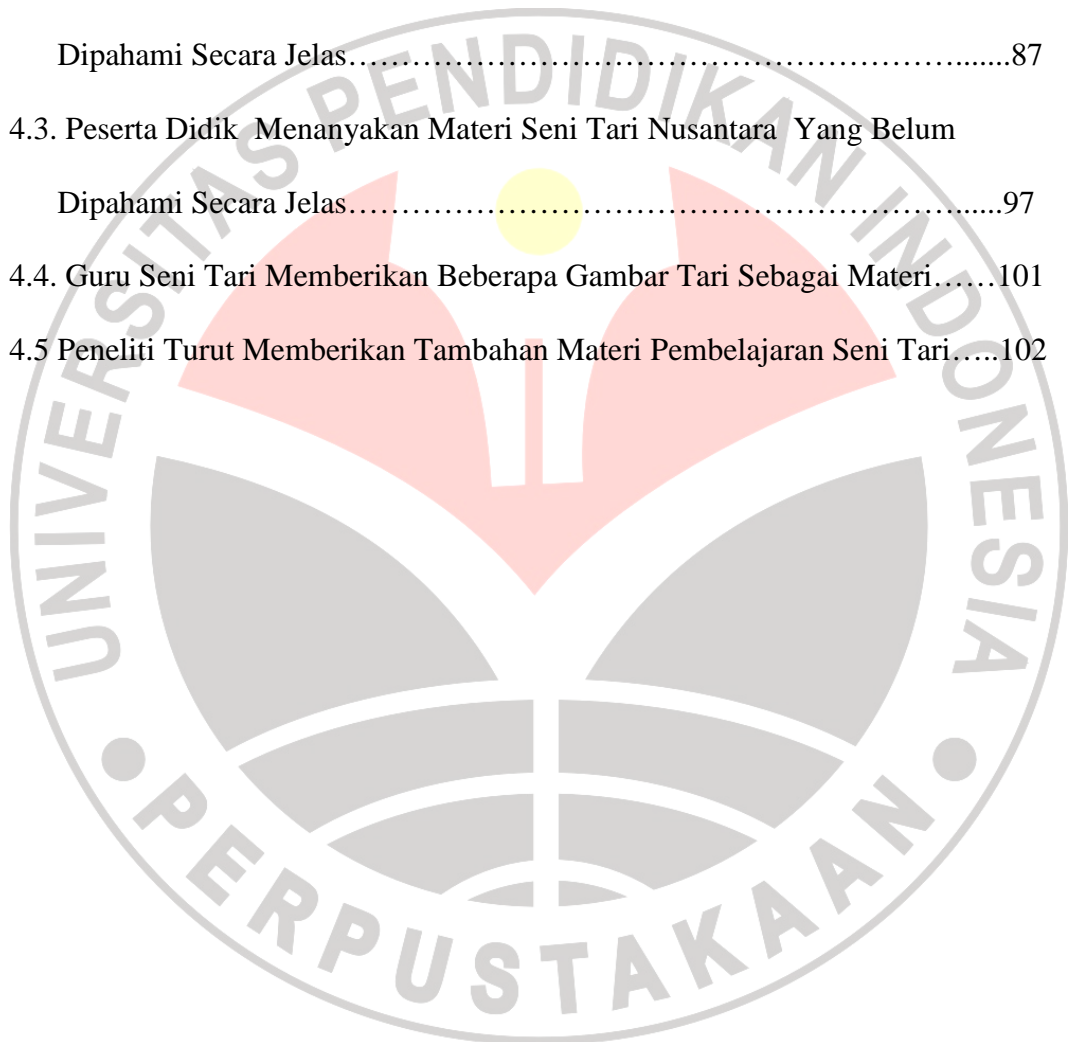 Dipahami Secara Jelas…………………………………………………….......87
4.3. Peserta Didik  Menanyakan Materi Seni Tari Nusantara  Yang Belum
Dipahami Secara Jelas……………………………………………………......97
4.4. Guru Seni Tari Memberikan Beberapa Gambar Tari Sebagai Materi……101
4.5 Peneliti Turut Memberikan Tambahan Materi Pembelajaran Seni Tari…..102
UNIVERSITAS PENDIDIKAN INDONESIA
PERPUSTAKAAN